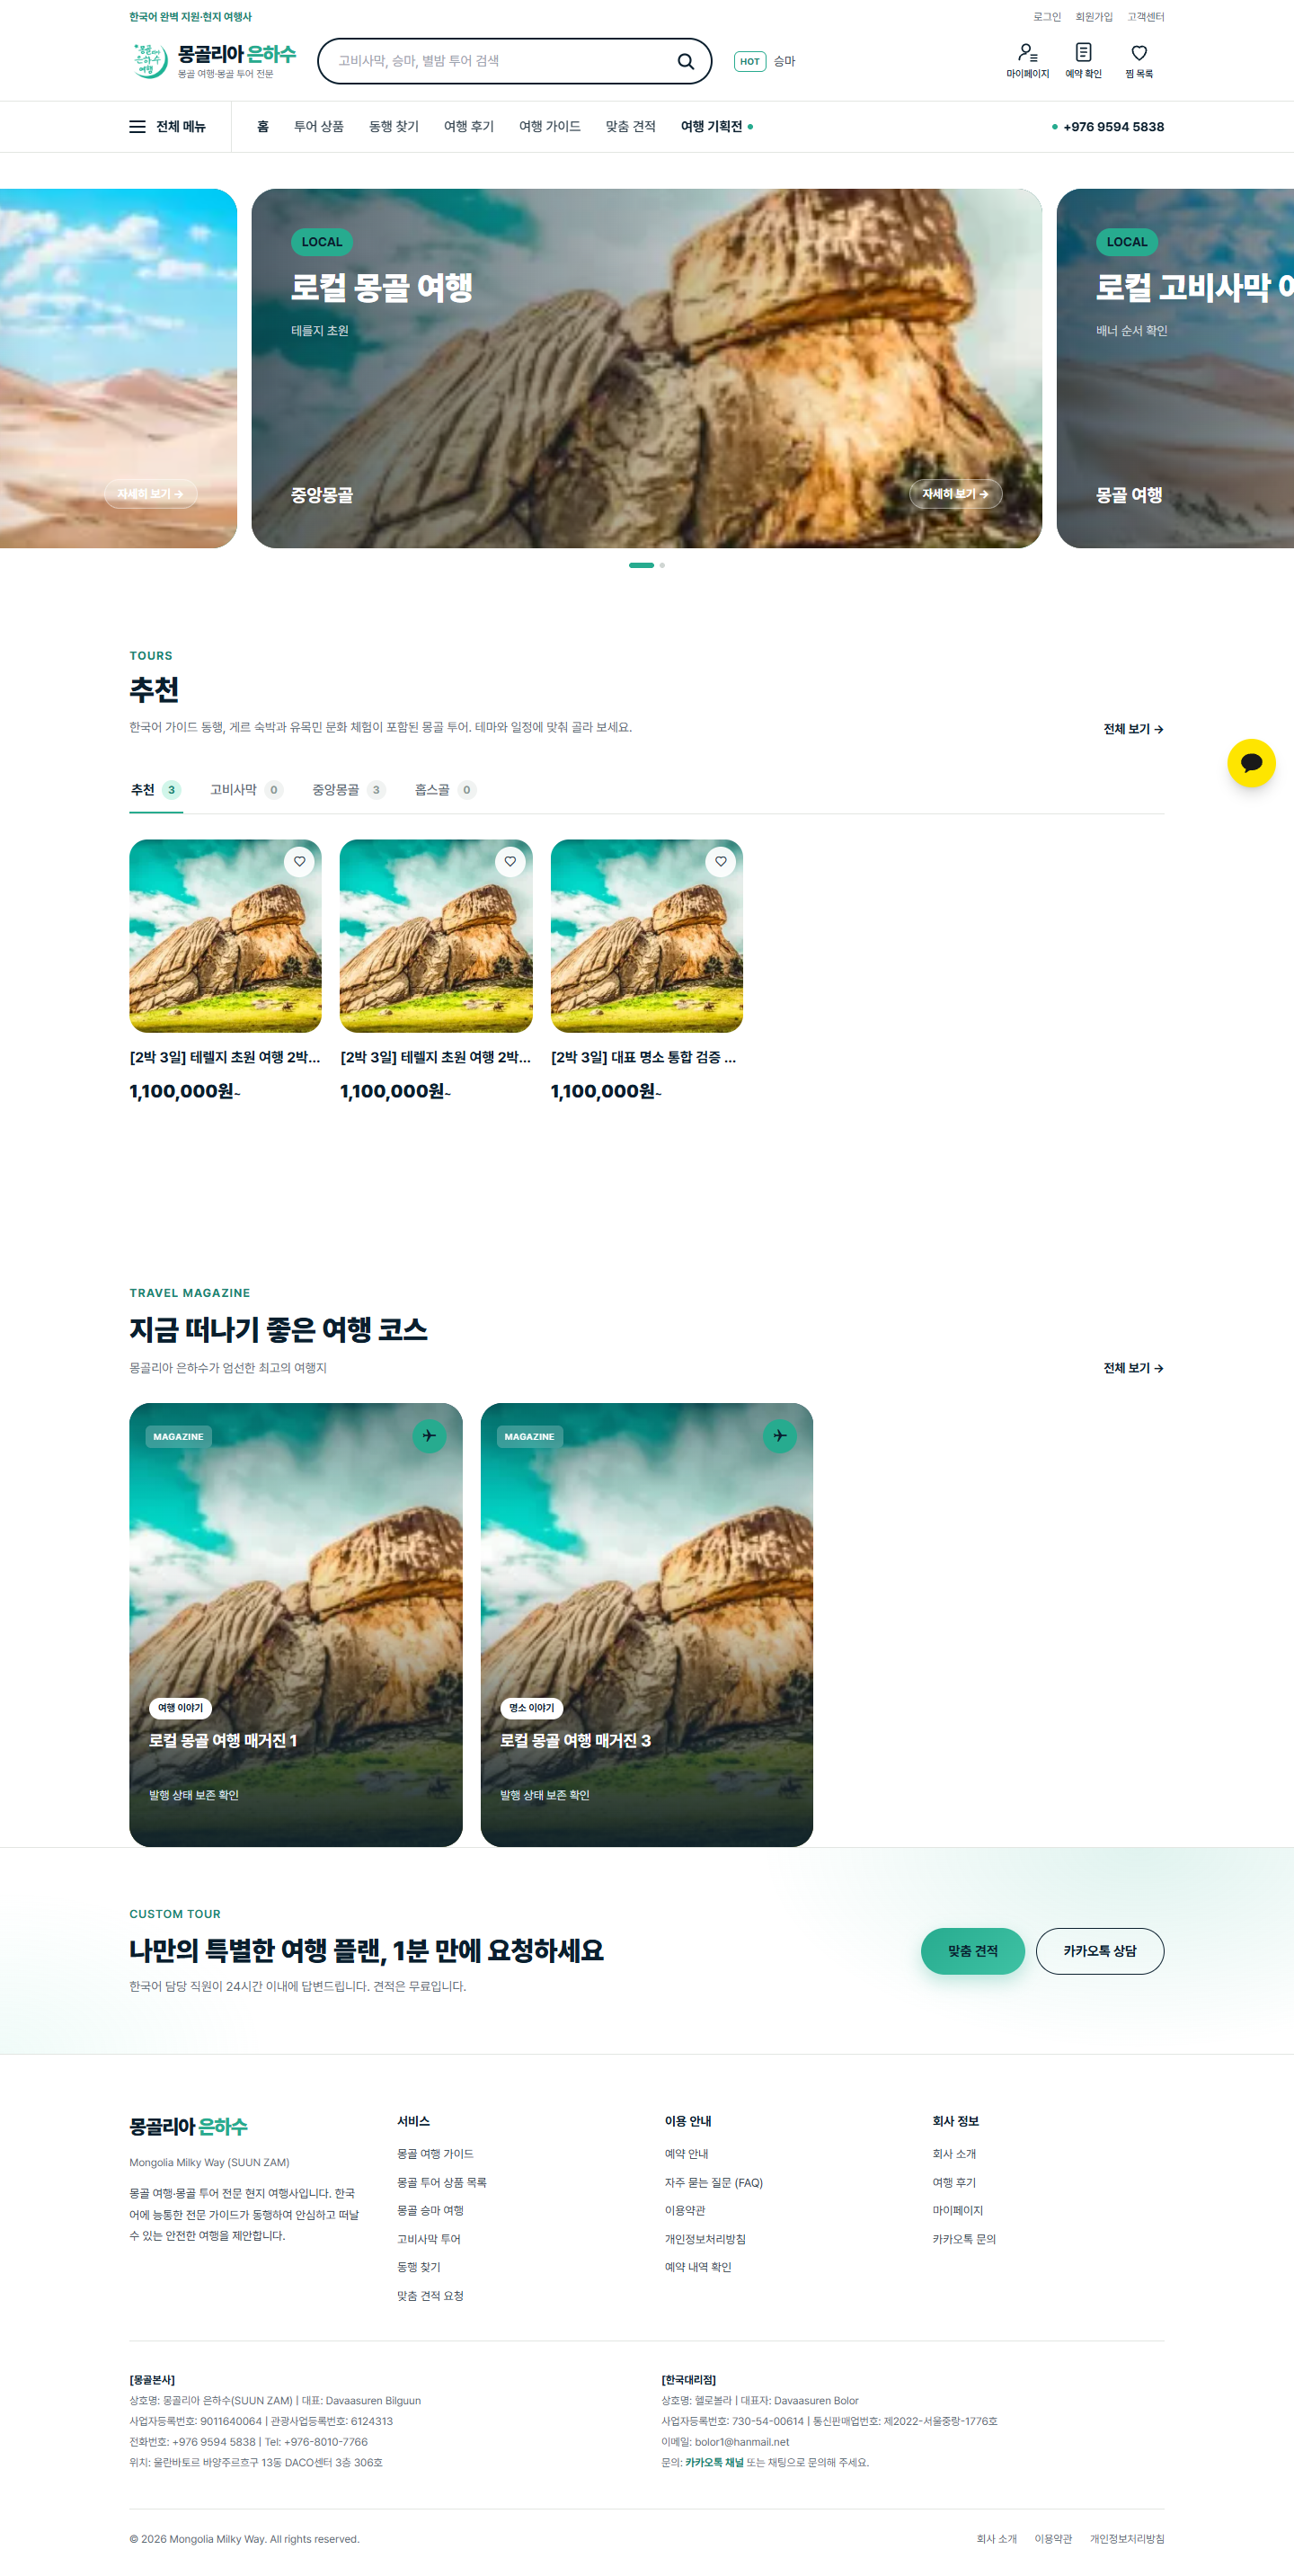 한국어 완벽 지원·현지 여행사
로그인 회원가입 고객센터
몽골리아 은하수
몽골 여행·몽골 투어 전문
고비사막, 승마, 별밤 투어 검색
HOT 승마
마이페이지 예약 확인 찜 목록
전체 메뉴 홈 투어 상품 동행 찾기 여행 후기 여행 가이드 맞춤 견적 여행 기획전 +976 9594 5838
LOCAL
로컬 몽골 여행
테를지 초원
중앙몽골
자세히 보기 →
자세히 보기 →
LOCAL
로컬 고비사막
배너 순서 확인
몽골 여행
TOURS
추천
한국어 가이드 동행, 게르 숙박과 유목민 문화 체험이 포함된 몽골 투어. 테마와 일정에 맞춰 골라 보세요.
전체 보기 →
추천 3 고비사막 0 중앙몽골 3 홉스골 0
[2박 3일] 테렐지 초원 여행 2박...
1,100,000원~
[2박 3일] 테렐지 초원 여행 2박...
1,100,000원~
[2박 3일] 대표 명소 통합 검증 ...
1,100,000원~
TRAVEL MAGAZINE
지금 떠나기 좋은 여행 코스
몽골리아 은하수가 엄선한 최고의 여행지
전체 보기 →
MAGAZINE
여행 이야기
로컬 몽골 여행 매거진 1
발행 상태 보존 확인
MAGAZINE
명소 이야기
로컬 몽골 여행 매거진 3
발행 상태 보존 확인
CUSTOM TOUR
나만의 특별한 여행 플랜, 1분 만에 요청하세요
한국어 담당 직원이 24시간 이내에 답변드립니다. 견적은 무료입니다.
맞춤 견적
카카오톡 상담
몽골리아 은하수
Mongolia Milky Way (SUUN ZAM)
몽골 여행·몽골 투어 전문 현지 여행사입니다. 한국
어에 능통한 전문 가이드가 동행하여 안심하고 떠날
수 있는 안전한 여행을 제안합니다.
서비스
몽골 여행 가이드
몽골 투어 상품 목록
몽골 승마 여행
고비사막 투어
동행 찾기
맞춤 견적 요청
이용 안내
예약 안내
자주 묻는 질문 (FAQ)
이용약관
개인정보처리방침
예약 내역 확인
회사 정보
회사 소개
여행 후기
마이페이지
카카오톡 문의
[몽골본사]
상호명: 몽골리아 은하수(SUUN ZAM) | 대표: Davaasuren Bilguun
사업자등록번호: 9011640064 | 관광사업등록번호: 6124313
전화번호: +976 9594 5838 | Tel: +976-8010-7766
위치: 울란바토르 바양주르흐구 13동 DACO센터 3층 306호
[한국대리점]
상호명: 헬로볼라 | 대표자: Davaasuren Bolor
사업자등록번호: 730-54-00614 | 통신판매업번호: 제2022-서울중랑-1776호
이메일: bolor1@hanmail.net
문의: 카카오톡 채널 또는 채팅으로 문의해 주세요.
© 2026 Mongolia Milky Way. All rights reserved.
회사 소개 이용약관 개인정보처리방침